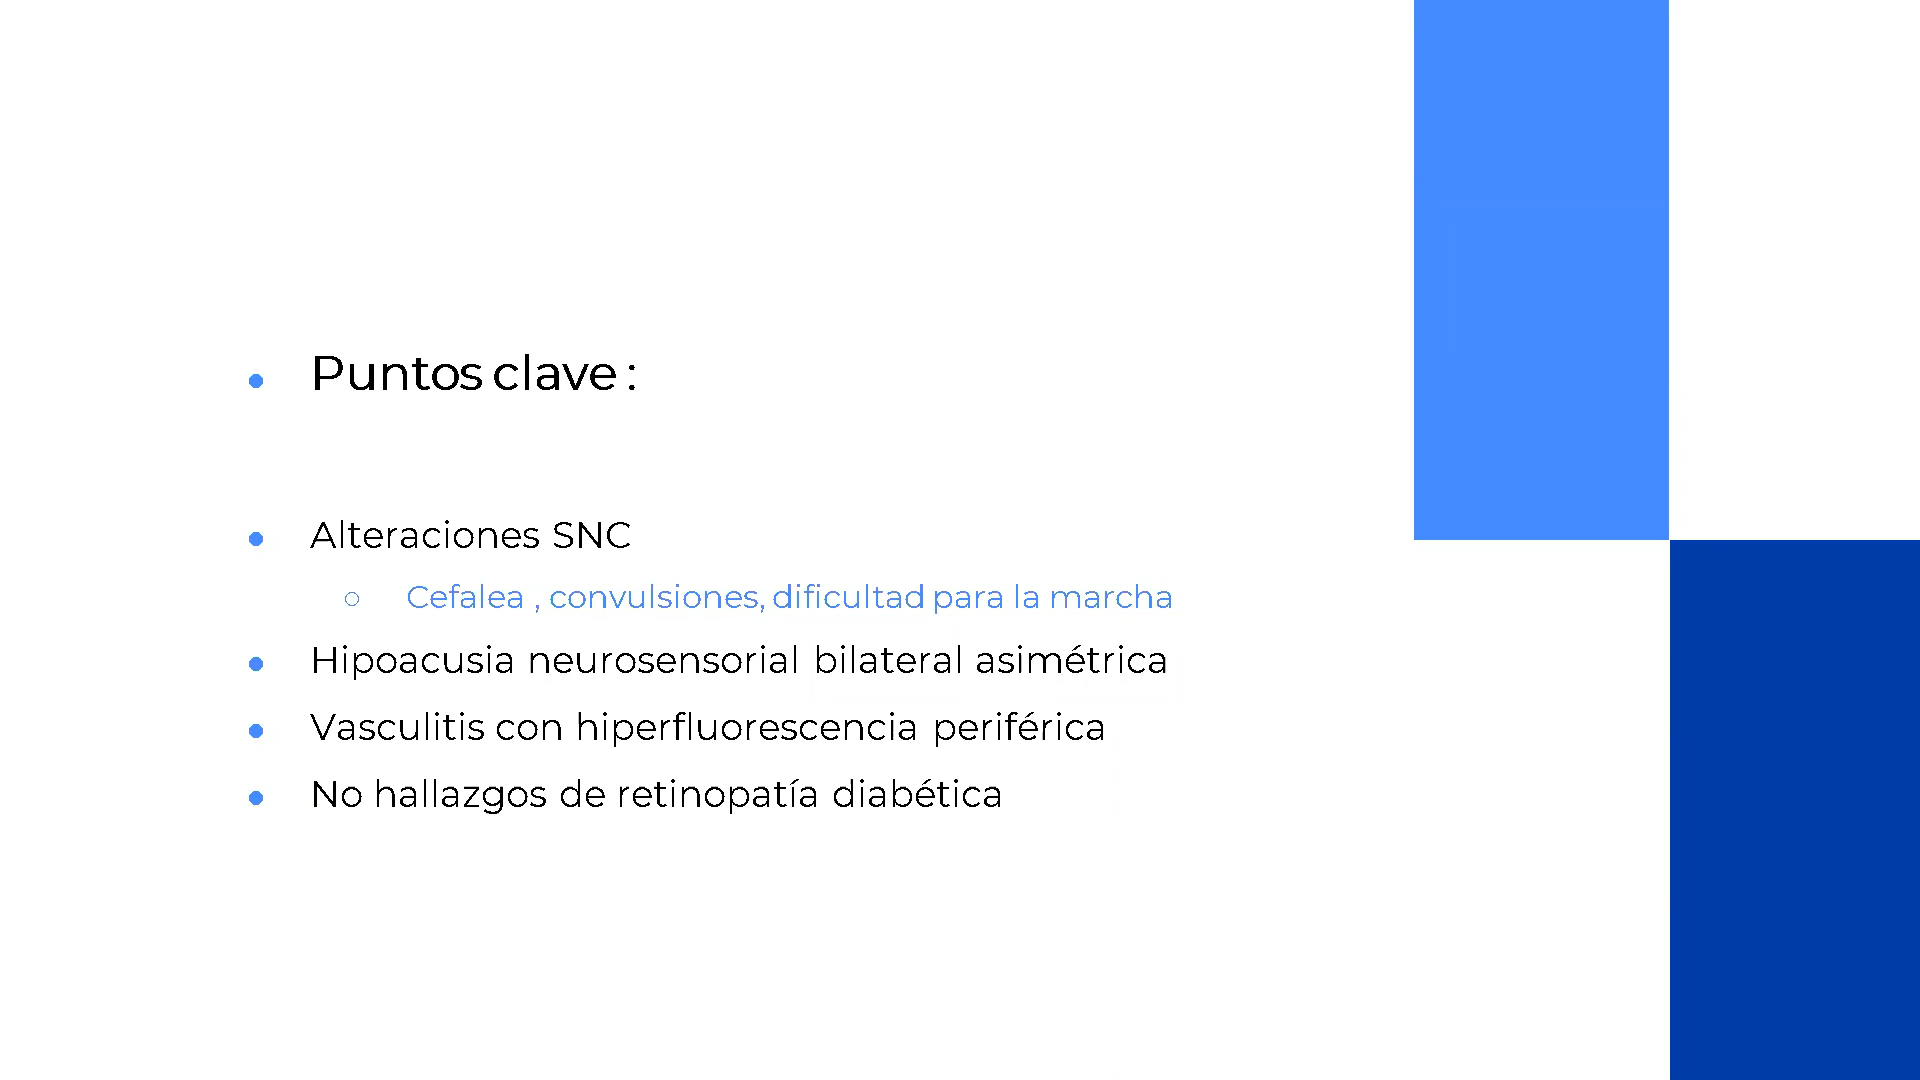 Puntos clave :
Alteraciones SNC
Cefalea , convulsiones, dificultad para la marcha
Hipoacusia neurosensorial bilateral asimétrica
Vasculitis con hiperfluorescencia periférica
No hallazgos de retinopatía diabética